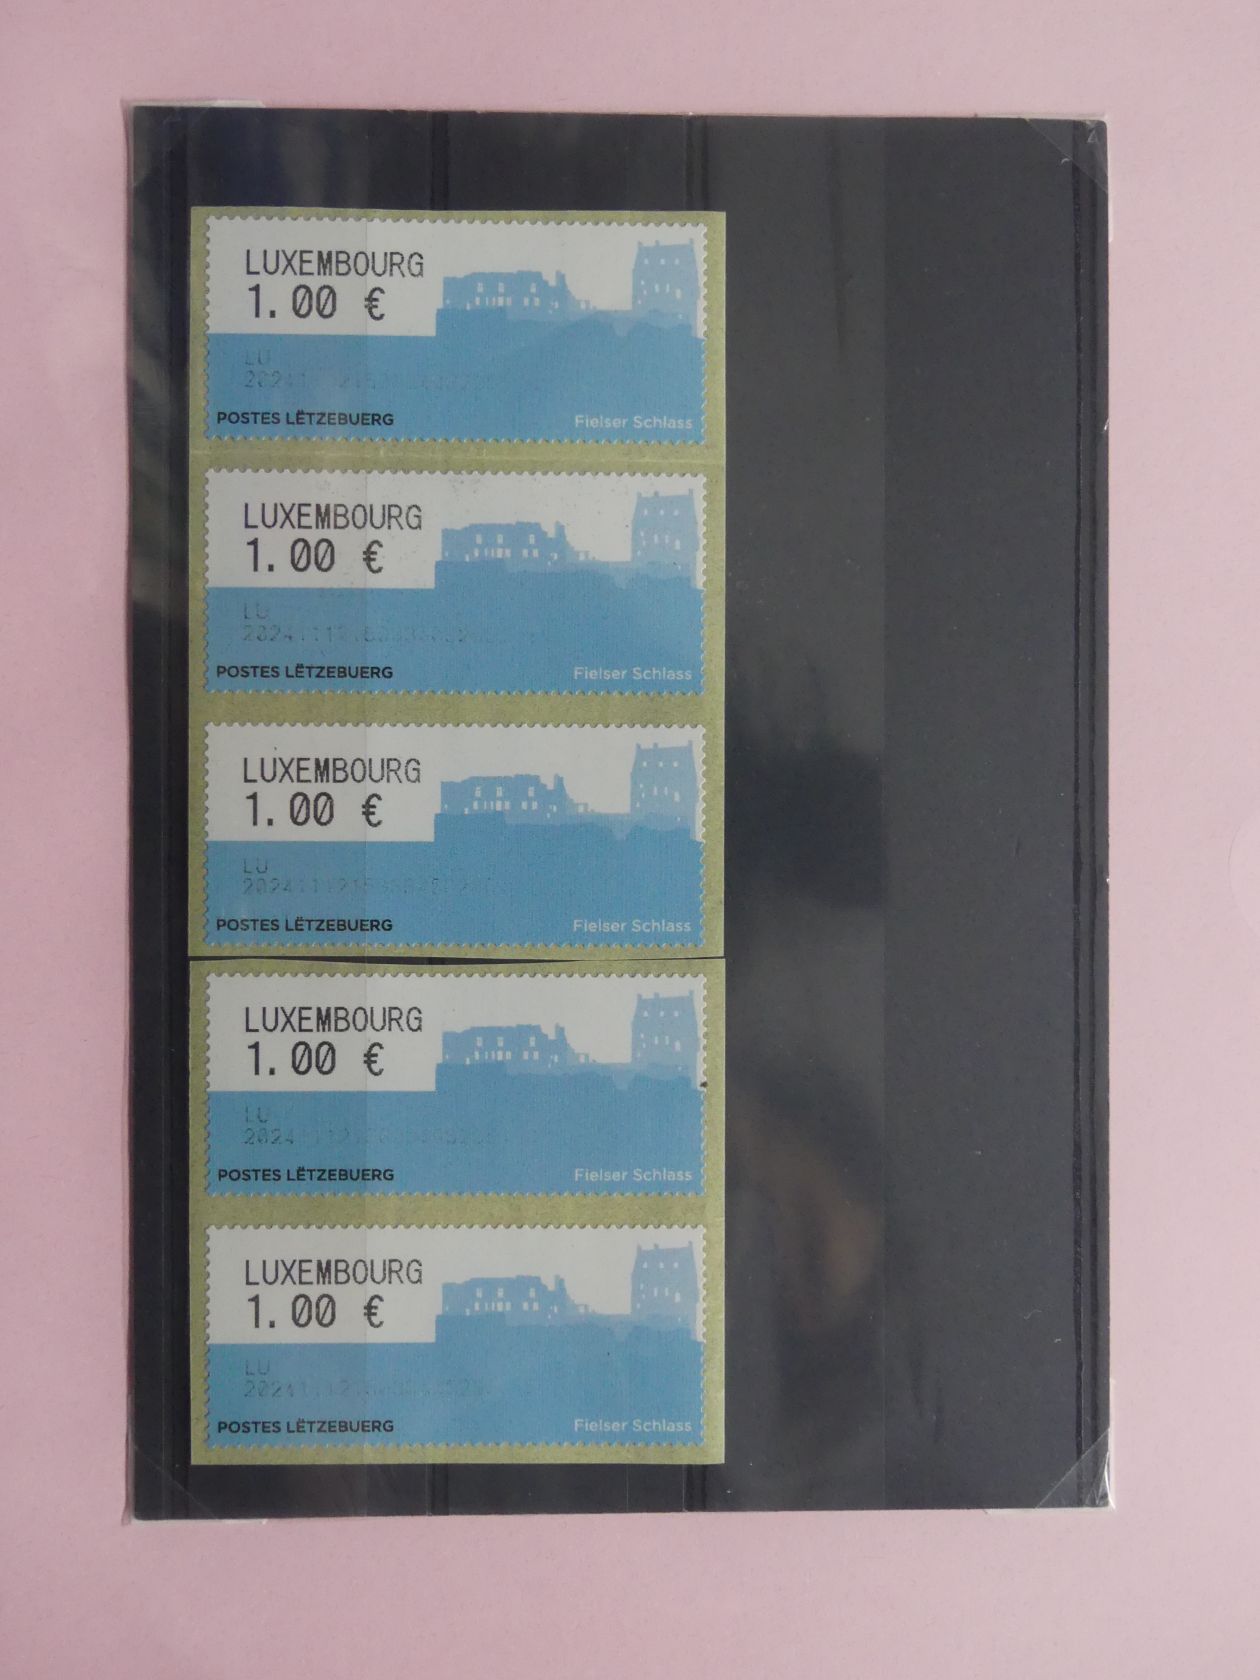 LUXEMBOURG
1.00 €
LU
POSTES LËTZEBUERG
Fielser Schlass
LUXEMBOURG
1.00 €
LU
POSTES LËTZEBUERG
Fielser Schlass
LUXEMBOURG
1.00 €
LU
POSTES LËTZEBUERG
Fielser Schlass
LUXEMBOURG
1.00 €
LU
POSTES LËTZEBUERG
Fielser Schlass
LUXEMBOURG
1.00 €
LU
POSTES LËTZEBUERG
Fielser Schlass